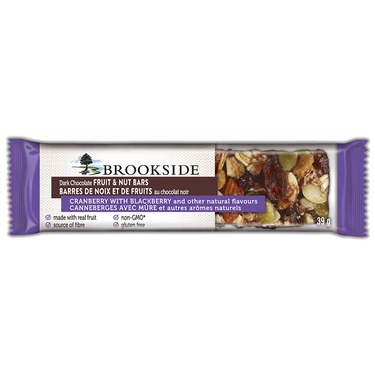 BROOKSIDE
Dark Chocolate FRUIT & NUT BARS
BARRES DE NOIX ET DE FRUITS au chocolat noir
CRANBERRY WITH BLACKBERRY and other natural flavours
CANNEBERGES AVEC MÛRE et autres arômes naturels
made with real fruit non-GMO*
source of fibre gluten free
39 g